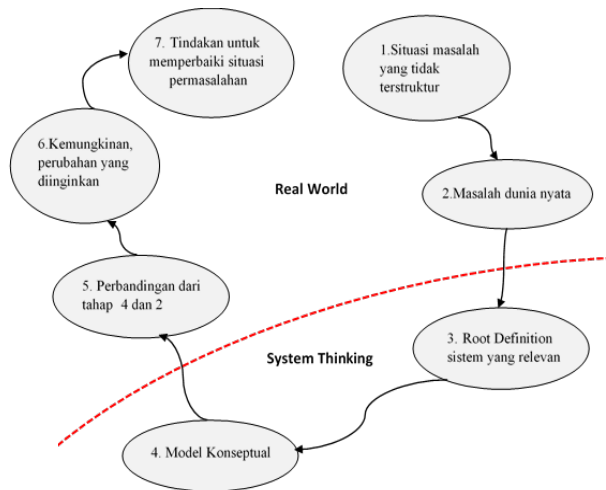 1.Situasi masalah
yang tidak
terstruktur
2.Masalah dunia nyata
3. Root Definition
sistem yang relevan
4. Model Konseptual
5. Perbandingan dari
tahap 4 dan 2
6.Kemungkinan,
perubahan yang
diinginkan
7. Tindakan untuk
memperbaiki situasi
permasalahan
Real World
System Thinking